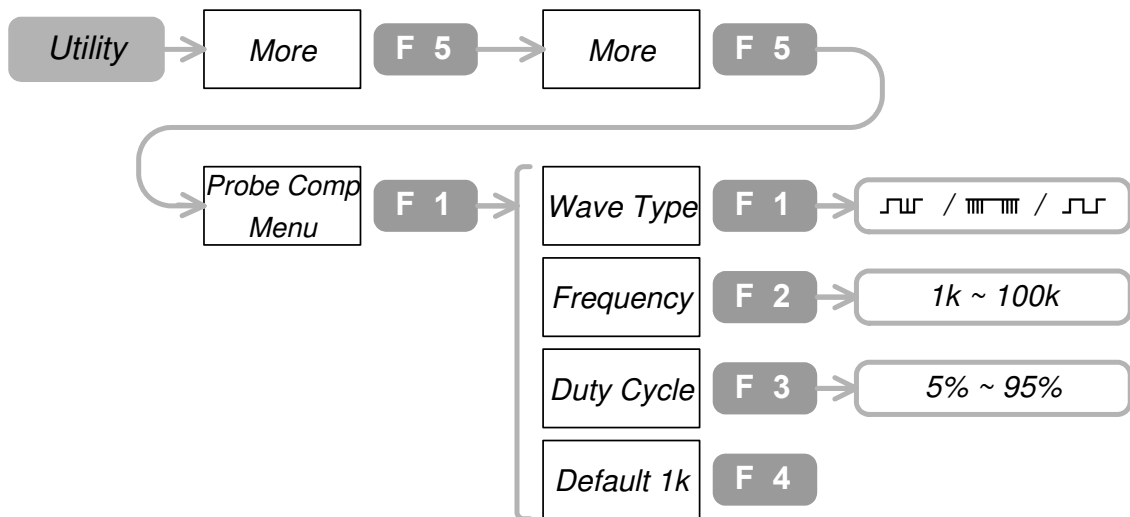 Utility More F 5 More F 5
Probe Comp
Menu
F 1
Wave Type F 1 / /
Frequency F 2 1k ~ 100k
Duty Cycle F 3 5% ~ 95%
Default 1k F 4